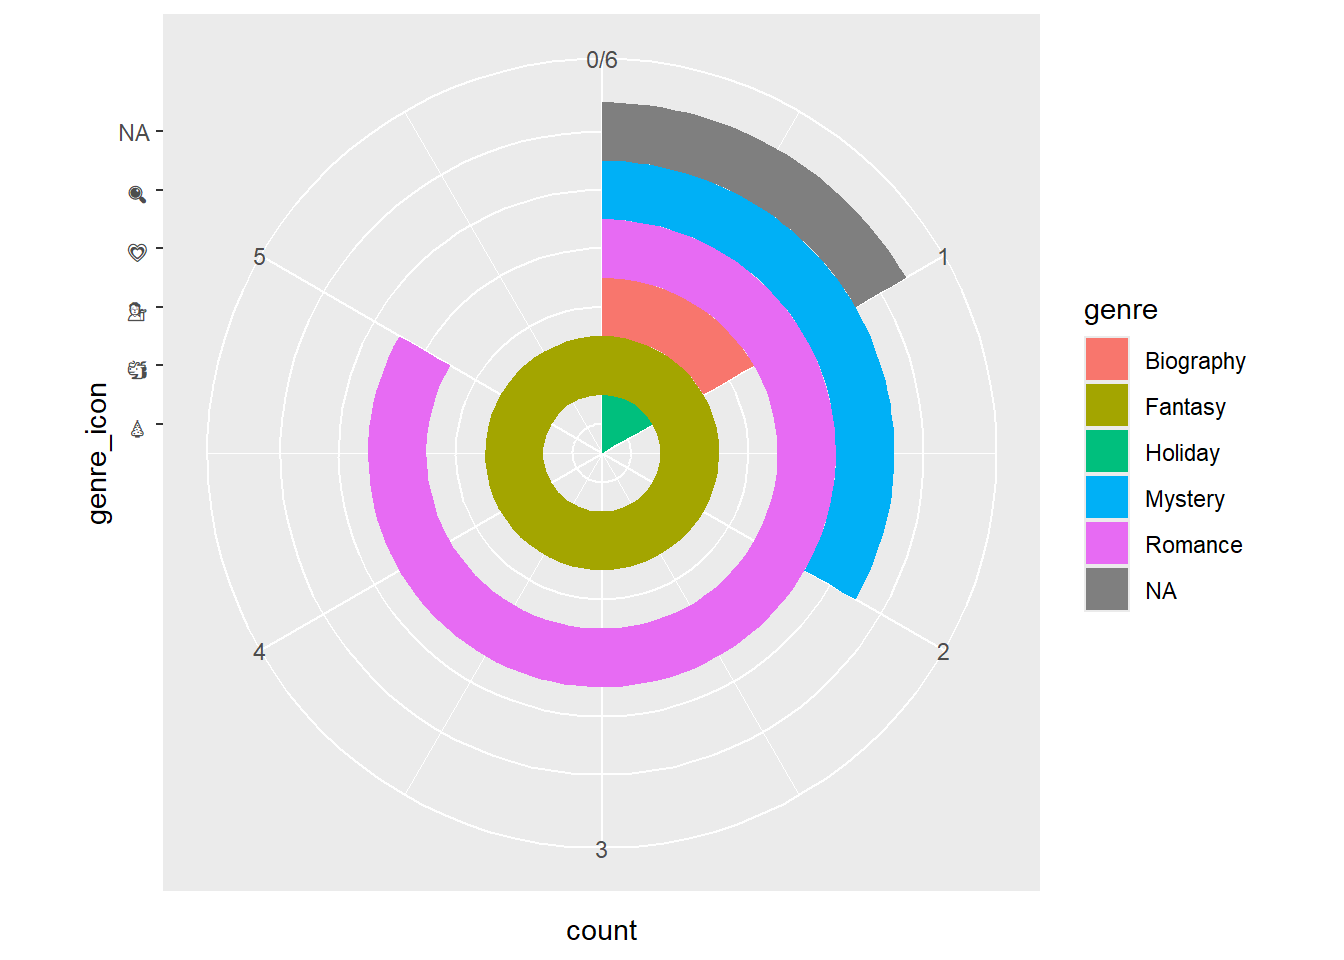 0/6
1
2
3
4
5
NA
genre_icon
count
genre
Biography
Fantasy
Holiday
Mystery
Romance
NA